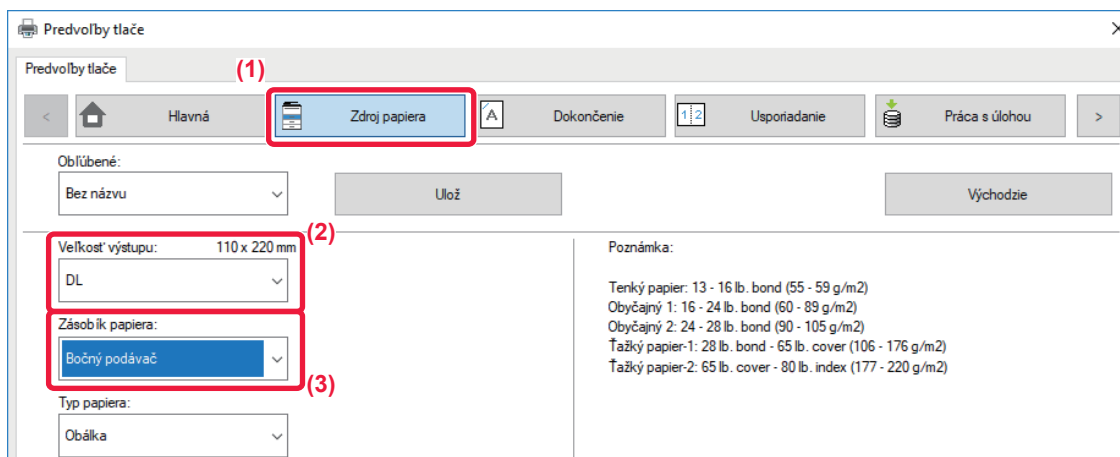 Predvoľby tlače
Predvoľby tlače
(1)
< Hlavná Zdroj papiera A Dokončenie 1 2 Usporiadanie Práca s úlohou >
Obľúbené:
Bez názvu Ulož Východzie
Veľkosť výstupu: 110 x 220 mm (2)
DL
Zásobík papiera:
Bočný podávač
(3)
Typ papiera:
Obálka
Poznámka:
Tenký papier: 13 - 16 lb. bond (55 - 59 g/m2)
Obyčajný 1: 16 - 24 lb. bond (60 - 89 g/m2)
Obyčajný 2: 24 - 28 lb. bond (90 - 105 g/m2)
Ťažký papier-1: 28 lb. bond - 65 lb. cover (106 - 176 g/m2)
Ťažký papier-2: 65 lb. cover - 80 lb. index (177 - 220 g/m2)